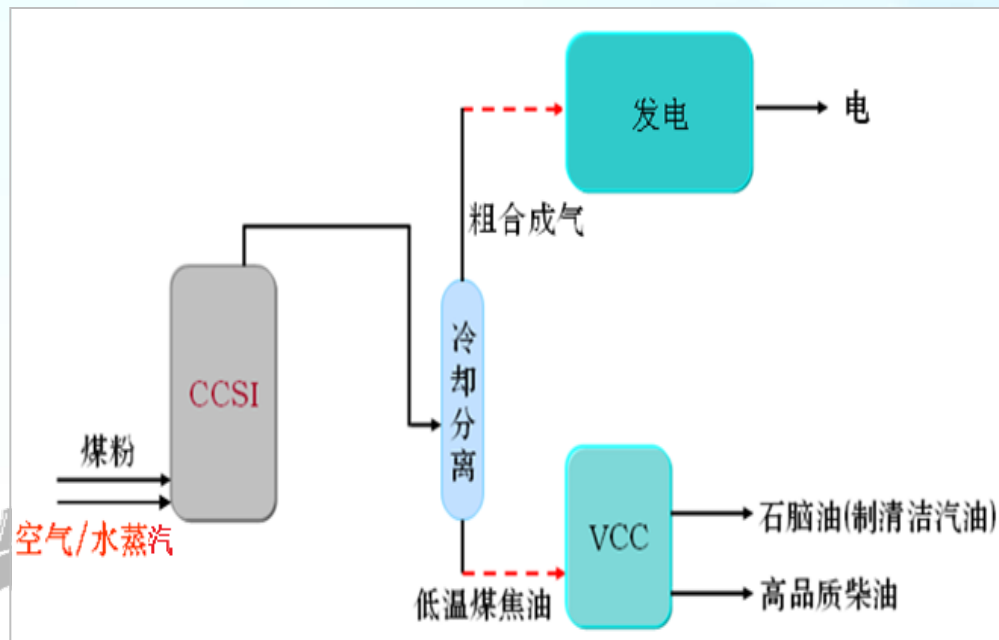 发电
电
粗合成气
CCSI
冷却分离
煤粉
空气/水蒸汽
VCC
石脑油(制清洁汽油)
高品质柴油
低温煤焦油